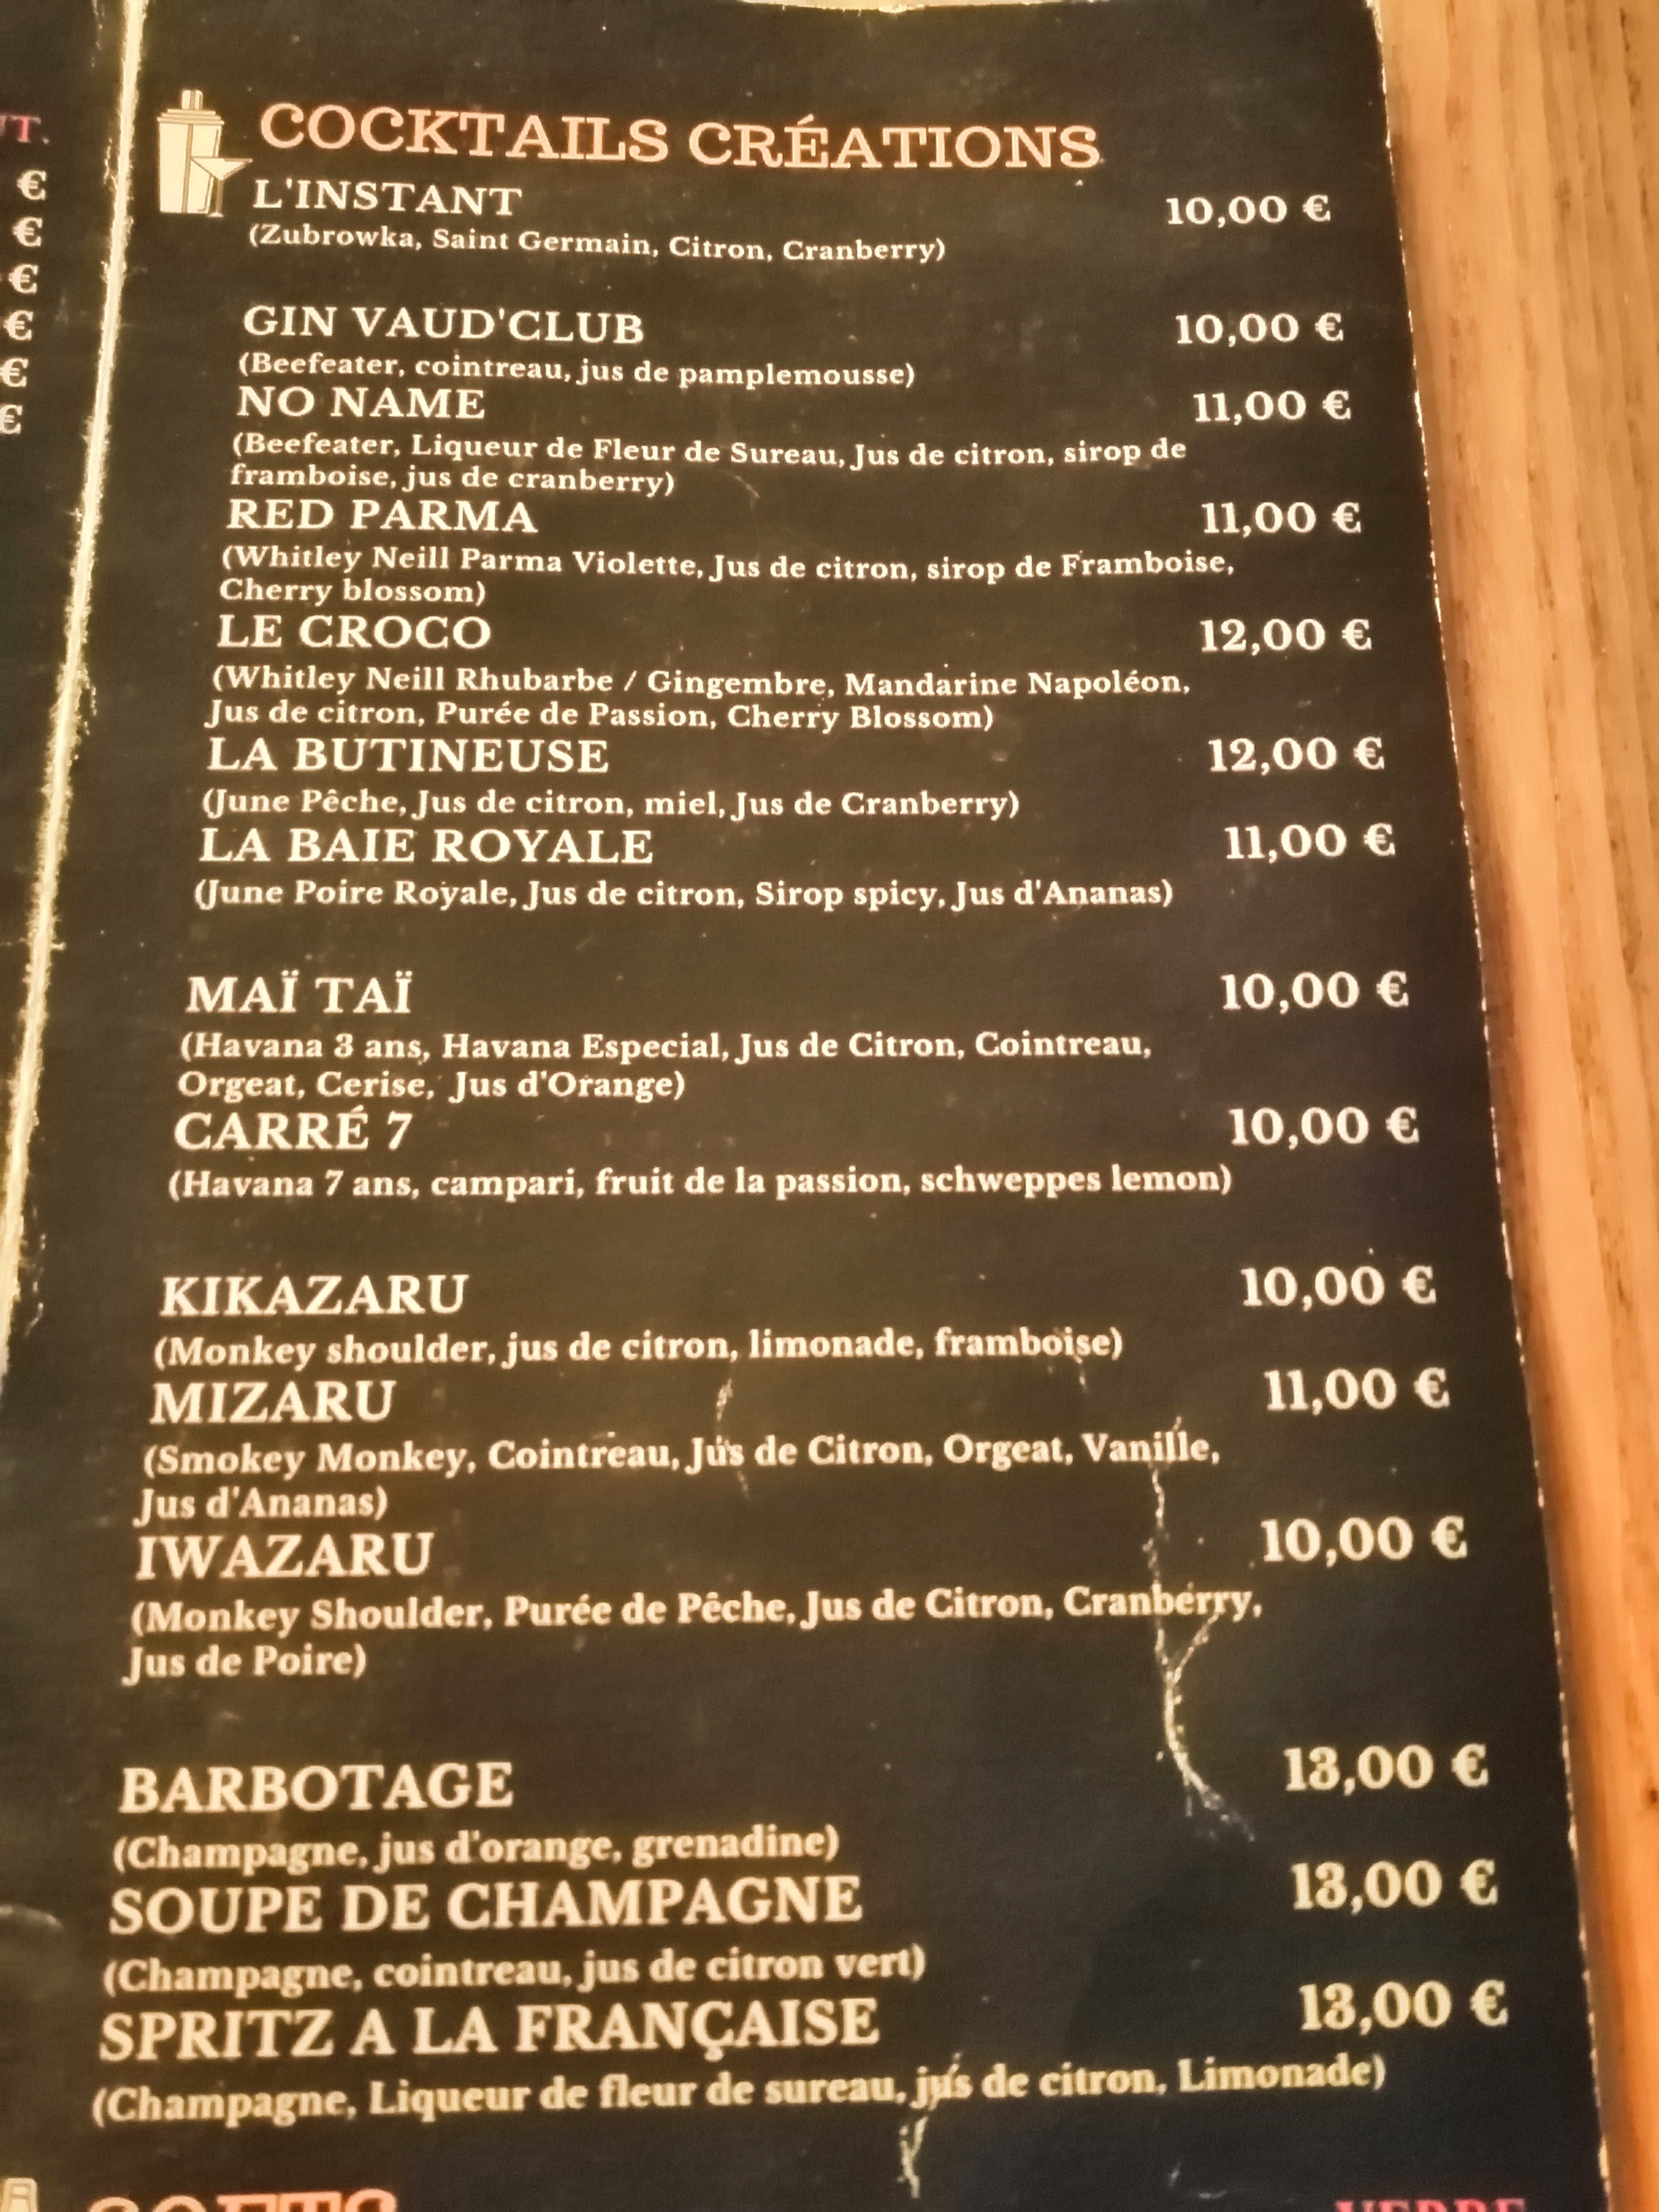 UT.
€
€
€
€
€
€
COCKTAILS CRÉATIONS
L'INSTANT 10,00 €
(Zubrowka, Saint Germain, Citron, Cranberry)
GIN VAUD'CLUB 10,00 €
(Beefeater, cointreau, jus de pamplemousse)
NO NAME 11,00 €
(Beefeater, Liqueur de Fleur de Sureau, Jus de citron, sirop de
framboise, jus de cranberry)
RED PARMA 11,00 €
(Whitley Neill Parma Violette, Jus de citron, sirop de Framboise,
Cherry blossom)
LE CROCO 12,00 €
(Whitley Neill Rhubarbe / Gingembre, Mandarine Napoléon,
Jus de citron, Purée de Passion, Cherry Blossom)
LA BUTINEUSE 12,00 €
(June Pêche, Jus de citron, miel, Jus de Cranberry)
LA BAIE ROYALE 11,00 €
(June Poire Royale, Jus de citron, Sirop spicy, Jus d'Ananas)
MAÏ TAÏ 10,00 €
(Havana 3 ans, Havana Especial, Jus de Citron, Cointreau,
Orgeat, Cerise, Jus d'Orange)
CARRÉ 7 10,00 €
(Havana 7 ans, campari, fruit de la passion, schweppes lemon)
KIKAZARU 10,00 €
(Monkey shoulder, jus de citron, limonade, framboise)
MIZARU 11,00 €
(Smokey Monkey, Cointreau, Jus de Citron, Orgeat, Vanille,
Jus d'Ananas)
IWAZARU 10,00 €
(Monkey Shoulder, Purée de Pêche, Jus de Citron, Cranberry,
Jus de Poire)
BARBOTAGE 13,00 €
(Champagne, jus d'orange, grenadine)
SOUPE DE CHAMPAGNE 13,00 €
(Champagne, cointreau, jus de citron vert)
SPRITZ A LA FRANÇAISE 13,00 €
(Champagne, Liqueur de fleur de sureau, jus de citron, Limonade)
SOFTS VERRE